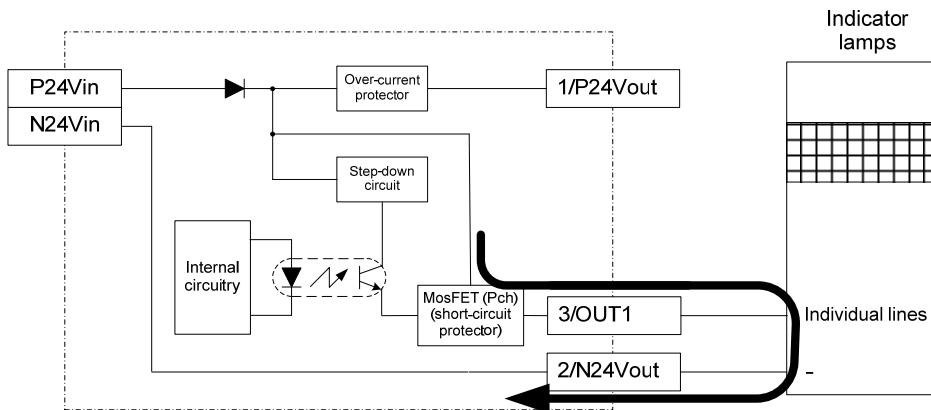 Indicator
lamps
P24Vin
Over-current
protector
1/P24Vout
N24Vin
Step-down
circuit
Internal
circuitry
MosFET (Pch)
(short-circuit
protector)
3/OUT1
Individual lines
2/N24Vout
-